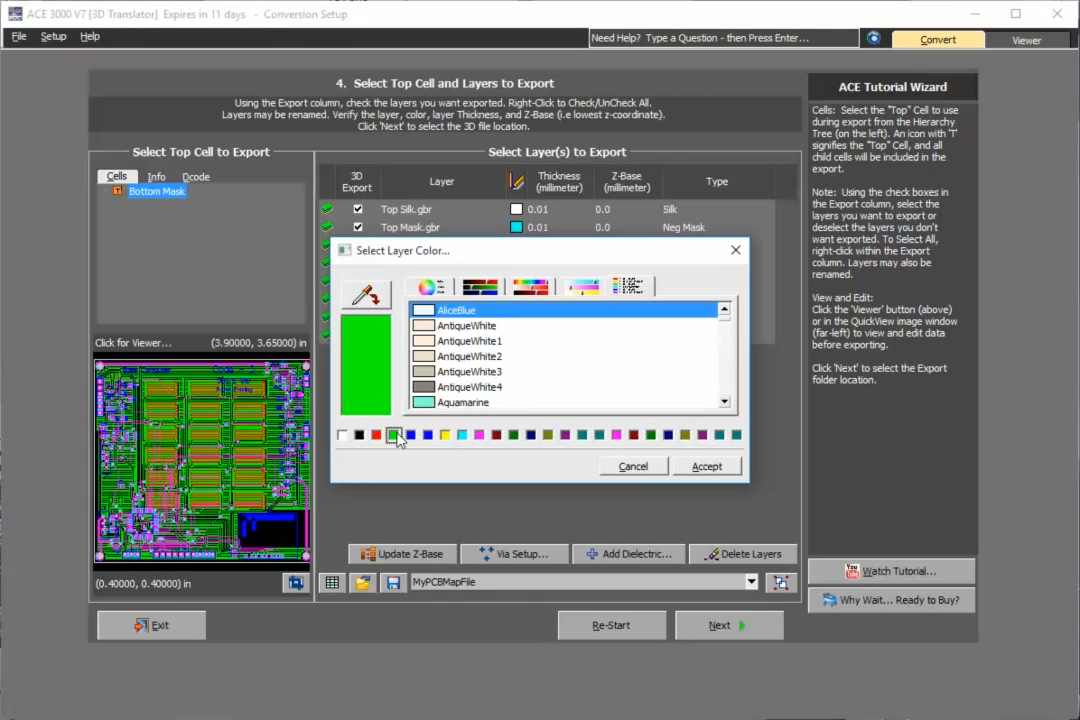 ACE 3000 V7 [3D Translator] Expires in 11 days - Conversion Setup
File Setup Help
Need Help? Type a Question - then Press Enter...
Convert
Viewer
4. Select Top Cell and Layers to Export
Using the Export column, check the layers you want exported. Right-Click to Check/UnCheck All.
Layers may be renamed. Verify the layer, color, layer Thickness, and Z-Base (i.e lowest z-coordinate).
Click 'Next' to select the 3D file location.
Select Top Cell to Export
Cells Info Dcode
T Bottom Mask
Click for Viewer... (3.90000, 3.65000) in
(0.40000, 0.40000) in
Select Layer(s) to Export
3D Export Layer Thickness (milimeter) Z-Base (milimeter) Type
Top Silk.gbr 0.01 0.0 Silk
Top Mask.gbr 0.01 0.0 Neg Mask
Select Layer Color...
AliceBlue
AntiqueWhite
AntiqueWhite1
AntiqueWhite2
AntiqueWhite3
AntiqueWhite4
Aquamarine
Cancel Accept
Update Z-Base Via Setup... Add Dielectric... Delete Layers
MyPCBMapFile
Exit Re-Start Next
ACE Tutorial Wizard
Cells: Select the "Top" Cell to use
during export from the Hierarchy
Tree (on the left). An icon with 'T'
signifies the "Top" Cell, and all
child cells will be included in the
export.
Note: Using the check boxes in
the Export column, select the
layers you want to export or
deselect the layers you don't
want exported. To Select All,
right-click within the Export
column. Layers may also be
renamed.
View and Edit:
Click the 'Viewer' button (above)
or in the QuickView image window
(far-left) to view and edit data
before exporting.
Click 'Next' to select the Export
folder location.
You Tube Watch Tutorial...
Why Wait... Ready to Buy?